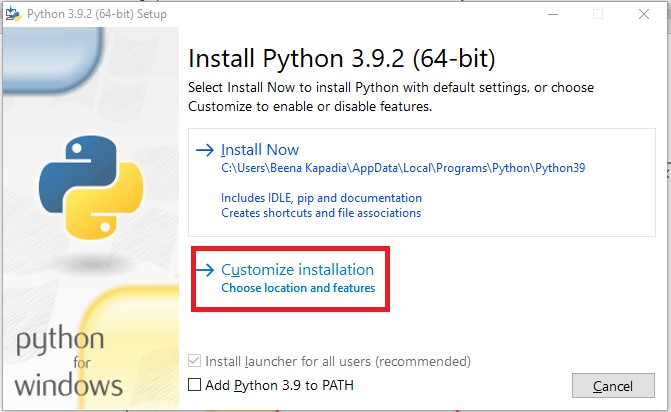 Python 3.9.2 (64-bit) Setup
Install Python 3.9.2 (64-bit)
Select Install Now to install Python with default settings, or choose
Customize to enable or disable features.
Install Now
C:\Users\Beena Kapadia\AppData\Local\Programs\Python\Python39
Includes IDLE, pip and documentation
Creates shortcuts and file associations
Customize installation
Choose location and features
python
for
windows
Install launcher for all users (recommended)
Add Python 3.9 to PATH
Cancel